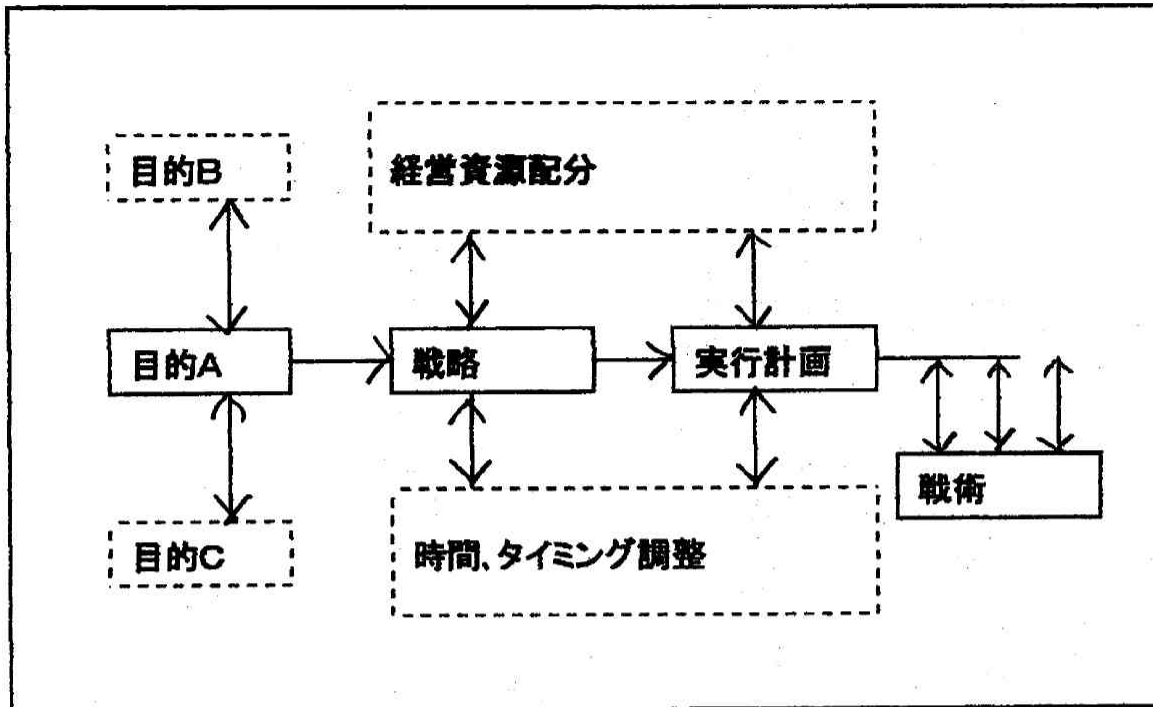 目的B
経営資源配分
目的A
戦略
実行計画
戦術
目的C
時間、タイミング調整